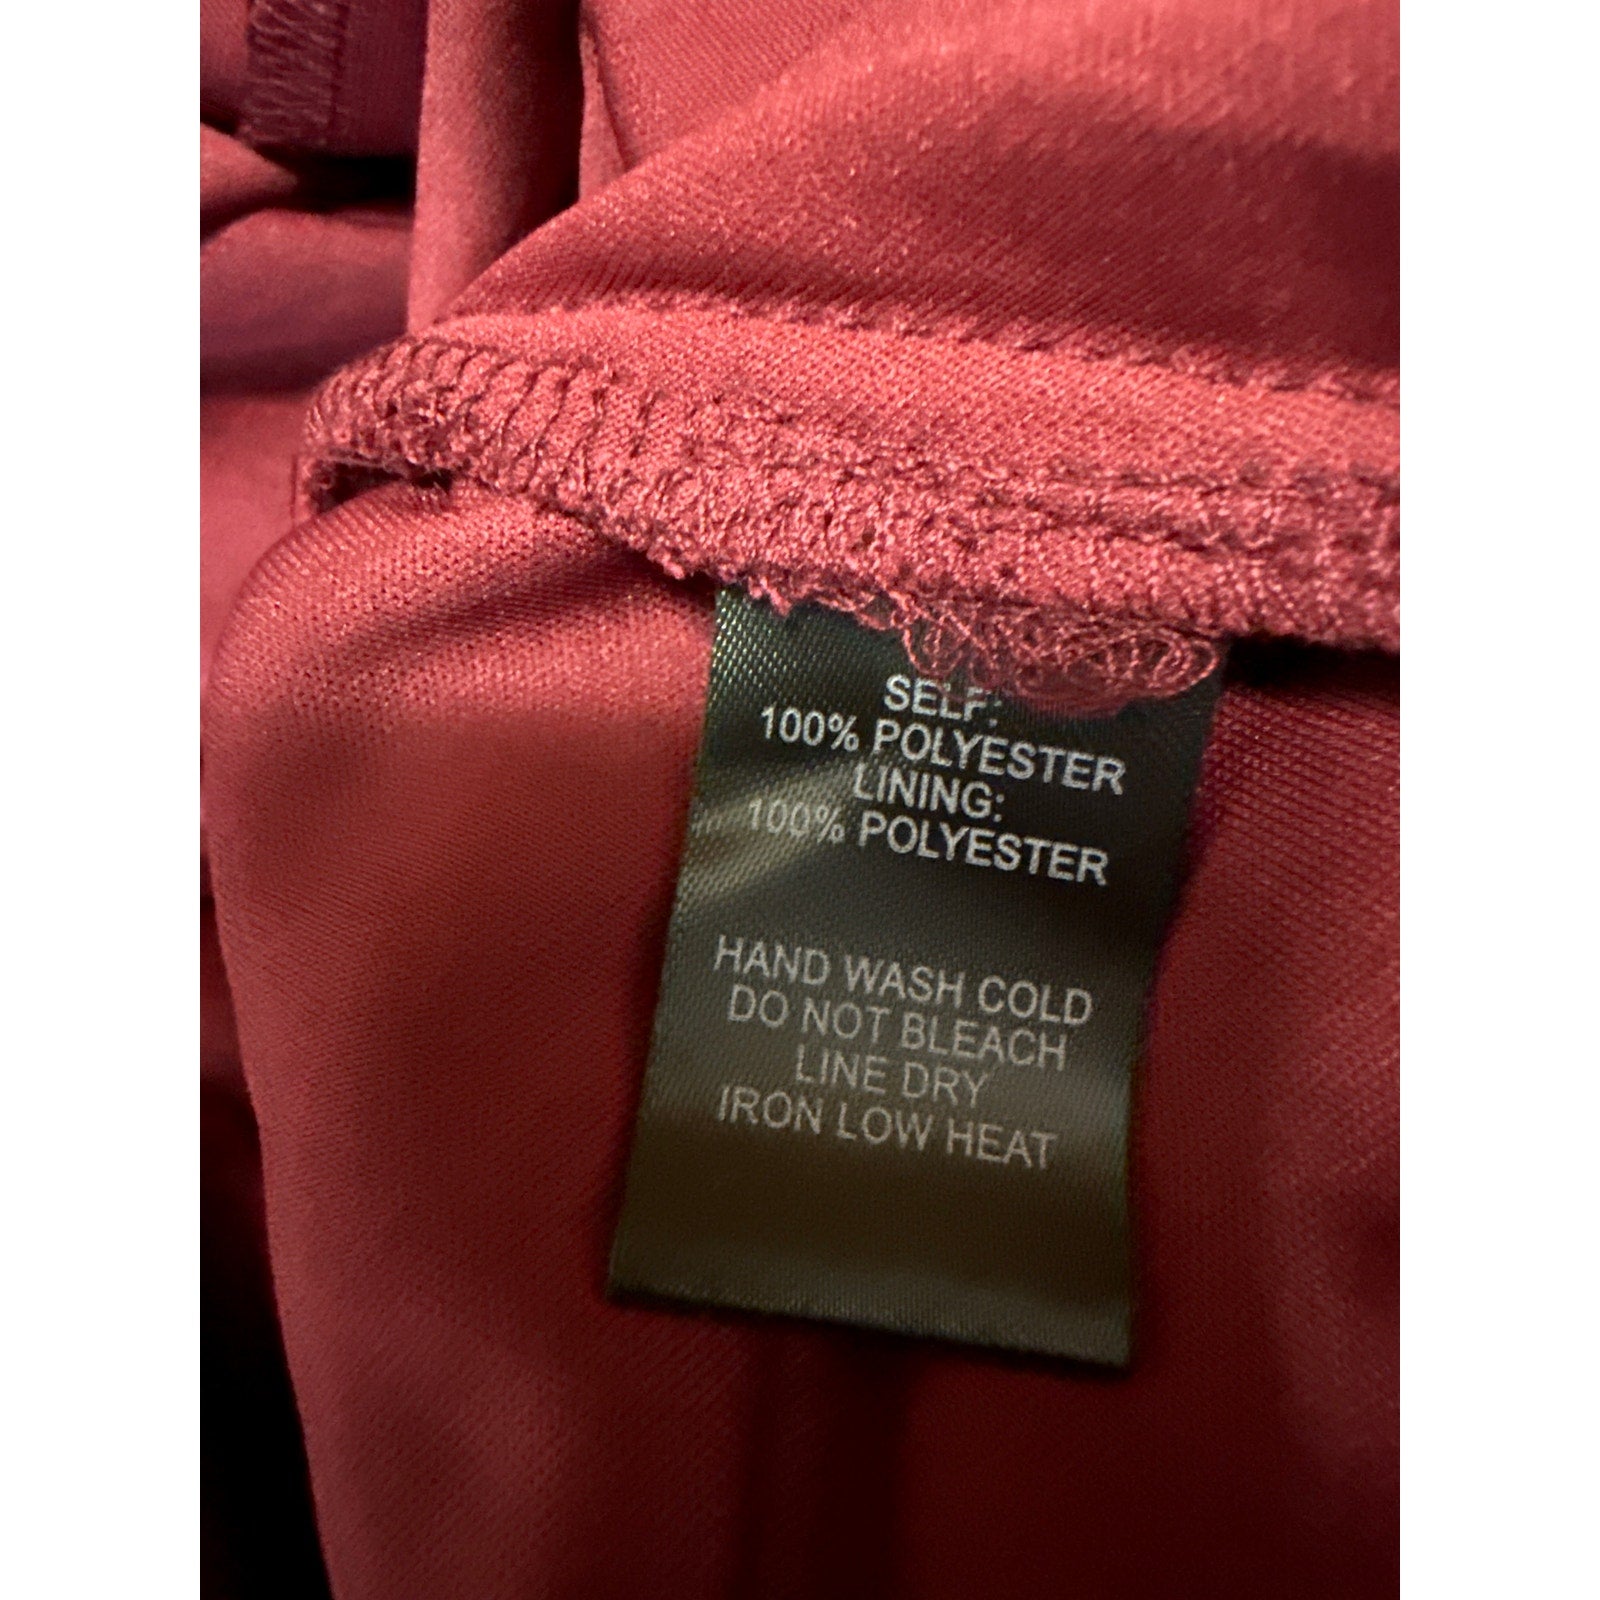 SELF:
100% POLYESTER
LINING:
100% POLYESTER
HAND WASH COLD
DO NOT BLEACH
LINE DRY
IRON LOW HEAT